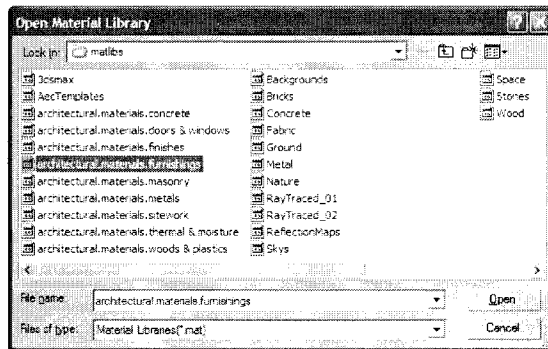 Open Material Library
Look in: matlibs
3dsmax
AecTemplates
architectural.materials.concrete
architectural.materials.doors & windows
architectural.materials.finishes
architectural.materials.furnishings
architectural.materials.masonry
architectural.materials.metals
architectural.materials.sitework
architectural.materials.thermal & moisture
architectural.materials.woods & plastics
Backgrounds
Bricks
Concrete
Fabric
Ground
Metal
Nature
RayTraced_01
RayTraced_02
ReflectionMaps
Skys
Space
Stones
Wood
File name: architectural.materials.furnishings Open
Files of type: Material Libraries(*.mat) Cancel